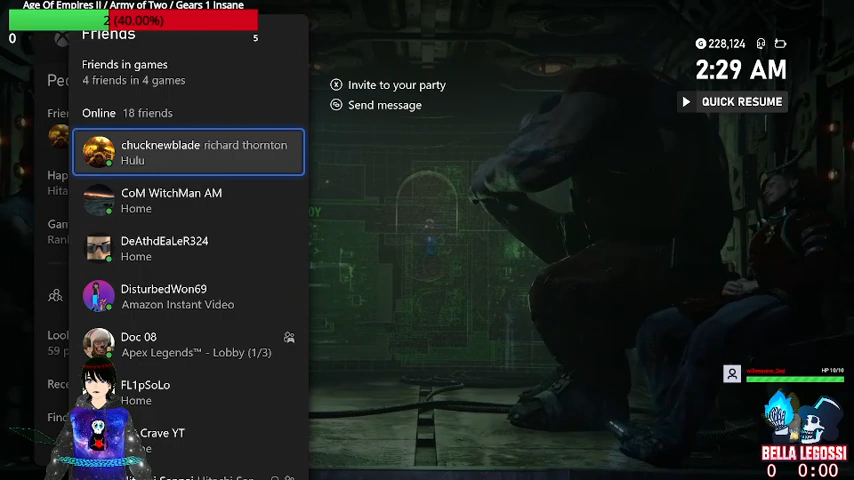 Age Of Empires II / Army of Two / Gears 1 Insane
2 (40.00%)
0
5
Friends
Friends in games
4 friends in 4 games
Online 18 friends
chucknewblade richard thornton
Hulu
CoM WitchMan AM
Home
DeAthdEaLeR324
Home
DisturbedWon69
Amazon Instant Video
Doc 08
Apex Legends™ - Lobby (1/3)
FL1pSoLo
Home
Crave YT
Invite to your party
Send message
G 228,124
2:29 AM
QUICK RESUME
HP 10/10
BELLA LEGOSSI
0 0:00